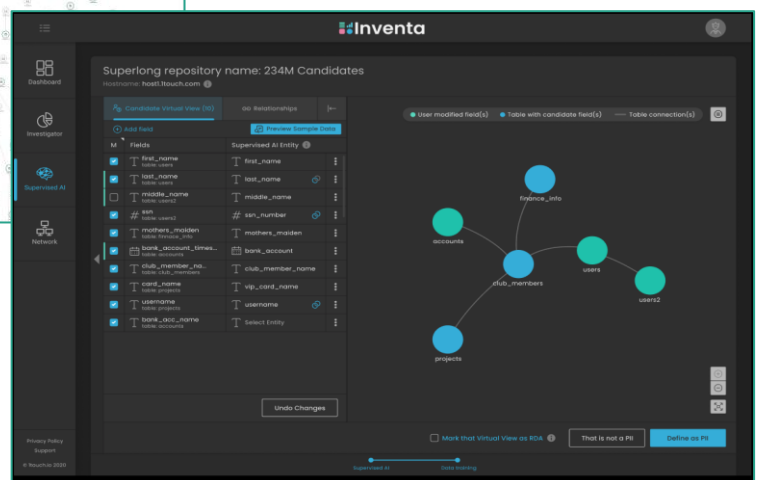 Inventa
Dashboard
Investigator
Supervised AI
Network
Privacy Policy
Support
© 1touch.io 2020
Superlong repository name: 234M Candidates
Hostname: host1.1touch.com
Candidate Virtual View (10)
Relationships
Add field
Preview Sample Data
M Fields Supervised AI Entity
first_name first_name
table: users
last_name last_name
table: users
middle_name middle_name
table: users2
ssn ssn_number
table: users2
mothers_maiden mothers_maiden
table: finnace_info
bank_account_times... bank_account
table: accounts
club_member_na... club_member_name
table: club_members
card_name vip_card_name
table: projects
username username
table: projects
bank_acc_name Select Entity
table: accounts
Undo Changes
User modified field(s) Table with candidate field(s) Table connection(s)
finance_info
accounts
users
club_members
users2
projects
Mark that Virtual View as RDA
That is not a PII
Define as PII
Supervised AI Data training